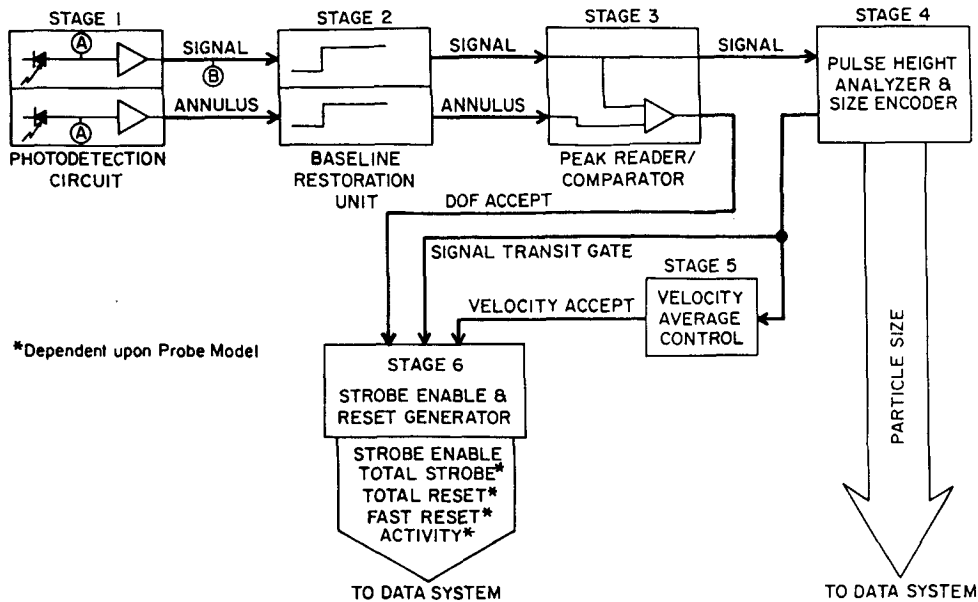 STAGE 1
STAGE 2
STAGE 3
STAGE 4
A
SIGNAL
B
SIGNAL
SIGNAL
PULSE HEIGHT
ANALYZER &
SIZE ENCODER
A
ANNULUS
ANNULUS
PHOTODETECTION
CIRCUIT
BASELINE
RESTORATION
UNIT
PEAK READER/
COMPARATOR
DOF ACCEPT
SIGNAL TRANSIT GATE
STAGE 5
VELOCITY
AVERAGE
CONTROL
VELOCITY ACCEPT
*Dependent upon Probe Model
STAGE 6
STROBE ENABLE &
RESET GENERATOR
STROBE ENABLE
TOTAL STROBE*
TOTAL RESET*
FAST RESET*
ACTIVITY*
PARTICLE SIZE
TO DATA SYSTEM
TO DATA SYSTEM